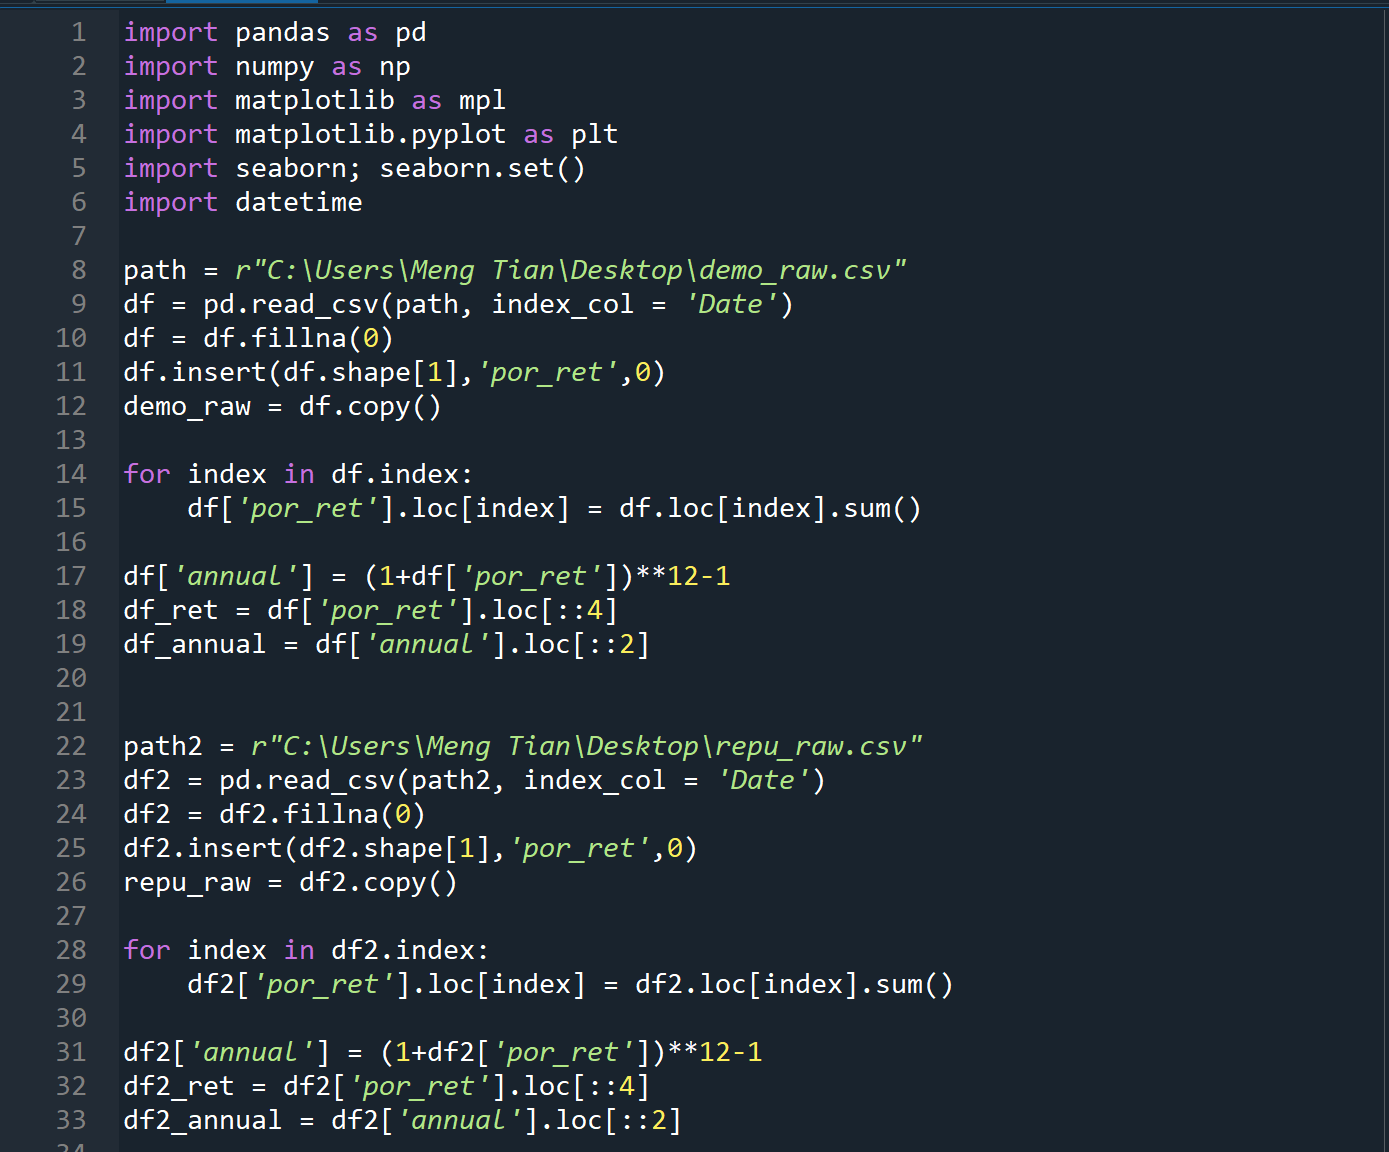 1 import pandas as pd
2 import numpy as np
3 import matplotlib as mpl
4 import matplotlib.pyplot as plt
5 import seaborn; seaborn.set()
6 import datetime
7
8 path = r"C:\Users\Meng Tian\Desktop\demo_raw.csv"
9 df = pd.read_csv(path, index_col = 'Date')
10 df = df.fillna(0)
11 df.insert(df.shape[1],'por_ret',0)
12 demo_raw = df.copy()
13
14 for index in df.index:
15     df['por_ret'].loc[index] = df.loc[index].sum()
16
17 df['annual'] = (1+df['por_ret'])**12-1
18 df_ret = df['por_ret'].loc[::4]
19 df_annual = df['annual'].loc[::2]
20
21
22 path2 = r"C:\Users\Meng Tian\Desktop\repu_raw.csv"
23 df2 = pd.read_csv(path2, index_col = 'Date')
24 df2 = df2.fillna(0)
25 df2.insert(df2.shape[1],'por_ret',0)
26 repu_raw = df2.copy()
27
28 for index in df2.index:
29     df2['por_ret'].loc[index] = df2.loc[index].sum()
30
31 df2['annual'] = (1+df2['por_ret'])**12-1
32 df2_ret = df2['por_ret'].loc[::4]
33 df2_annual = df2['annual'].loc[::2]
34